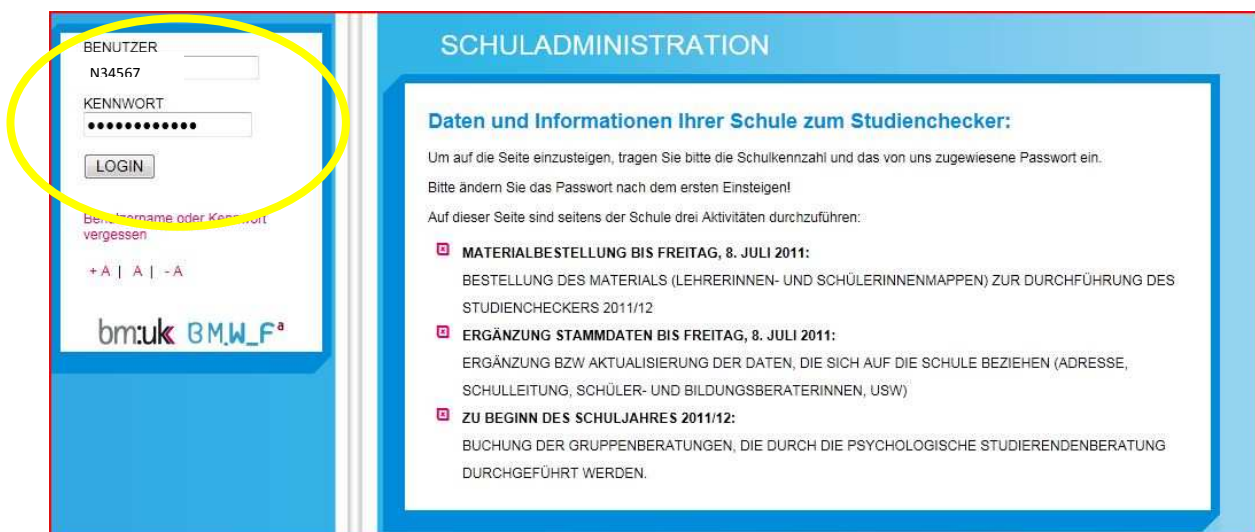 BENUTZER
N34567
KENNWORT
●●●●●●●●●●●●
LOGIN
Benutzername oder Kennwort
vergessen
+ A | A | - A
bm:uk BM.W_Fª
SCHULADMINISTRATION
Daten und Informationen Ihrer Schule zum Studienchecker:
Um auf die Seite einzusteigen, tragen Sie bitte die Schulkennzahl und das von uns zugewiesene Passwort ein.
Bitte ändern Sie das Passwort nach dem ersten Einsteigen!
Auf dieser Seite sind seitens der Schule drei Aktivitäten durchzuführen:
MATERIALBESTELLUNG BIS FREITAG, 8. JULI 2011:
BESTELLUNG DES MATERIALS (LEHRERINNEN- UND SCHÜLERINNENMAPPEN) ZUR DURCHFÜHRUNG DES
STUDIENCHECKERS 2011/12
ERGÄNZUNG STAMMDATEN BIS FREITAG, 8. JULI 2011:
ERGÄNZUNG BZW AKTUALISIERUNG DER DATEN, DIE SICH AUF DIE SCHULE BEZIEHEN (ADRESSE,
SCHULLEITUNG, SCHÜLER- UND BILDUNGSBERATERINNEN, USW)
ZU BEGINN DES SCHULJAHRES 2011/12:
BUCHUNG DER GRUPPENBERATUNGEN, DIE DURCH DIE PSYCHOLOGISCHE STUDIERENDENBERATUNG
DURCHGEFÜHRT WERDEN.